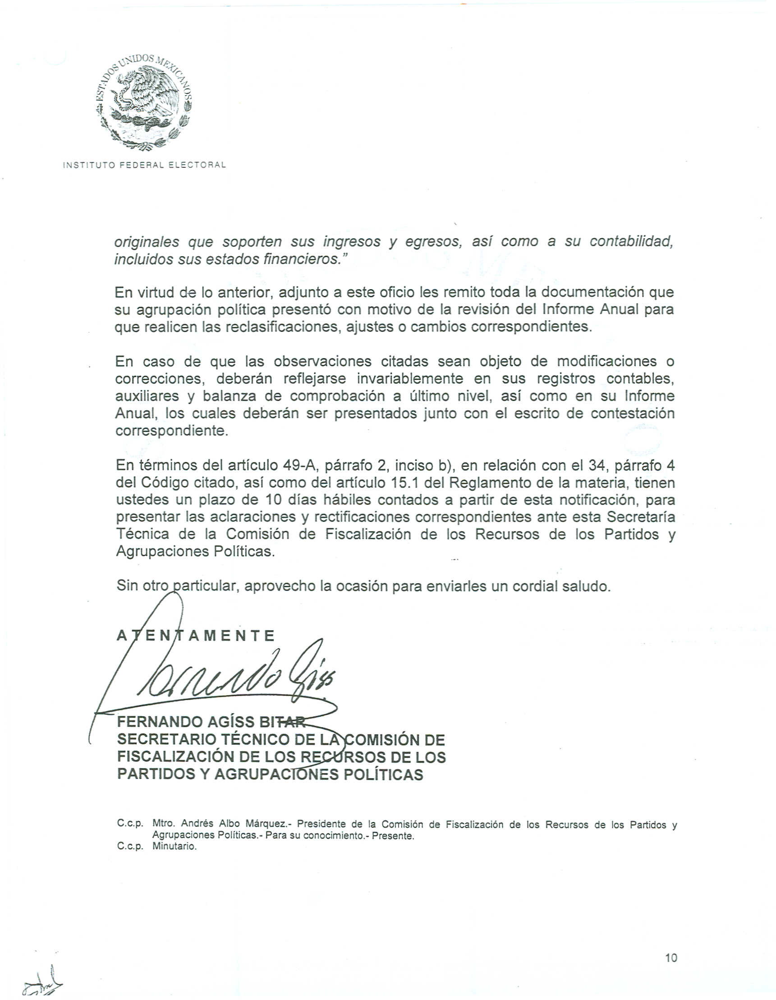 ESTADOS UNIDOS MEXICANOS
INSTITUTO FEDERAL ELECTORAL
originales que soporten sus ingresos y egresos, así como a su contabilidad,
incluidos sus estados financieros."
En virtud de lo anterior, adjunto a este oficio les remito toda la documentación que
su agrupación política presentó con motivo de la revisión del Informe Anual para
que realicen las reclasificaciones, ajustes o cambios correspondientes.
En caso de que las observaciones citadas sean objeto de modificaciones o
correcciones, deberán reflejarse invariablemente en sus registros contables,
auxiliares y balanza de comprobación a último nivel, así como en su Informe
Anual, los cuales deberán ser presentados junto con el escrito de contestación
correspondiente.
En términos del artículo 49-A, párrafo 2, inciso b), en relación con el 34, párrafo 4
del Código citado, así como del artículo 15.1 del Reglamento de la materia, tienen
ustedes un plazo de 10 días hábiles contados a partir de esta notificación, para
presentar las aclaraciones y rectificaciones correspondientes ante esta Secretaría
Técnica de la Comisión de Fiscalización de los Recursos de los Partidos y
Agrupaciones Políticas.
Sin otro particular, aprovecho la ocasión para enviarles un cordial saludo.
A T E N T A M E N T E
FERNANDO AGÍSS BITAR
SECRETARIO TÉCNICO DE LA COMISIÓN DE
FISCALIZACIÓN DE LOS RECURSOS DE LOS
PARTIDOS Y AGRUPACIONES POLÍTICAS
C.c.p. Mtro. Andrés Albo Márquez.- Presidente de la Comisión de Fiscalización de los Recursos de los Partidos y
Agrupaciones Políticas.- Para su conocimiento.- Presente.
C.c.p. Minutario.
10